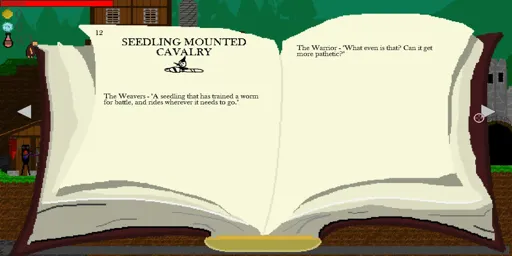 12
SEEDLING MOUNTED
CAVALRY
The Weavers - "A seedling that has trained a worm
for battle, and rides wherever it needs to go."
The Warrior - "What even is that? Can it get
more pathetic?"